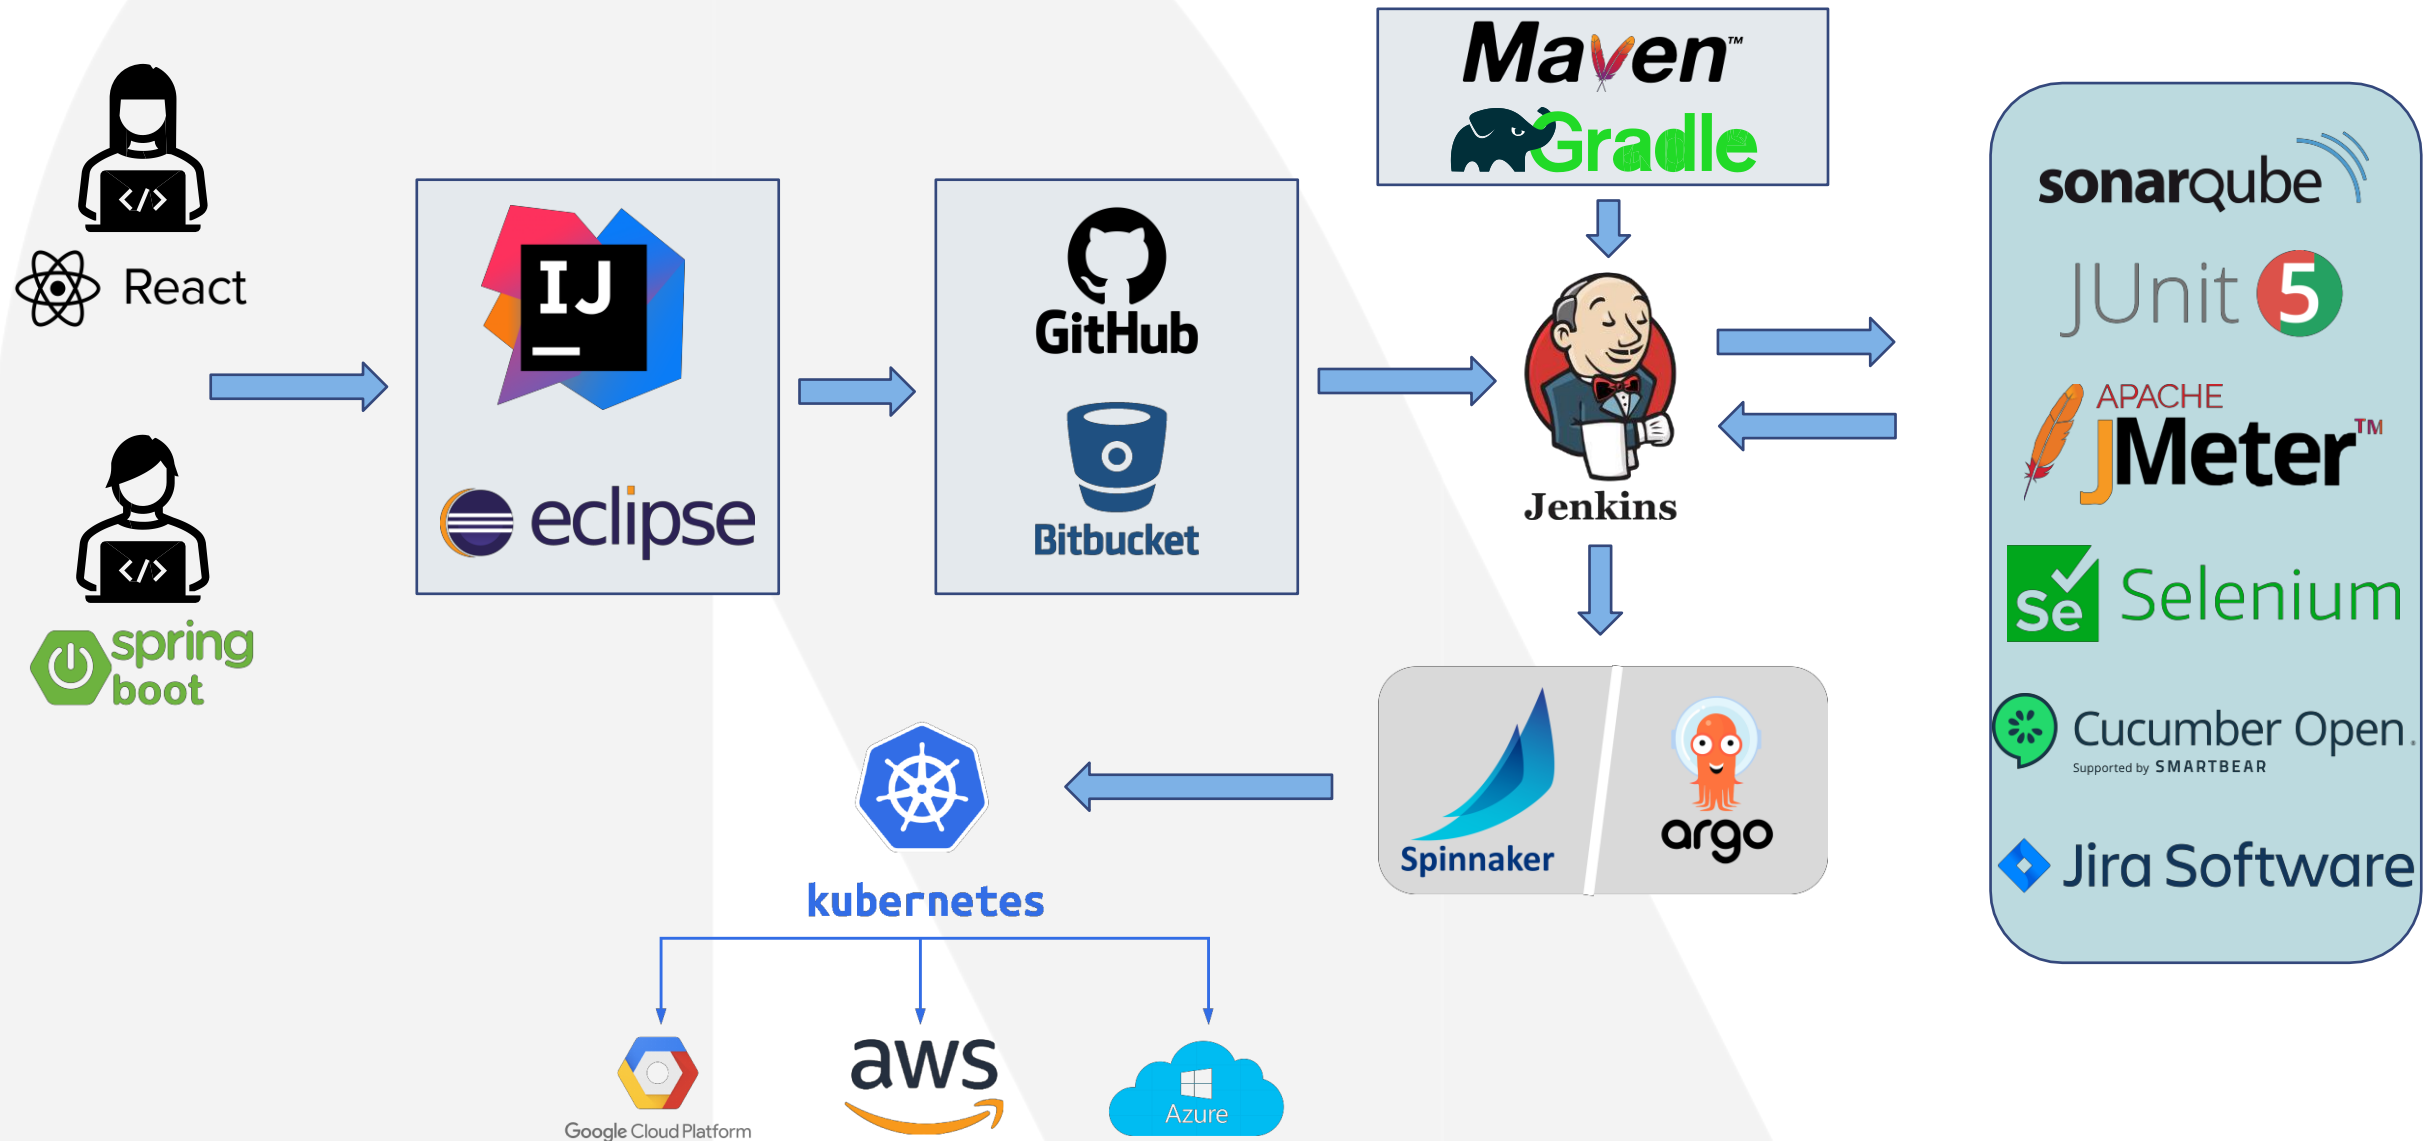 Maven™
Gradle
</>
React
IJ
eclipse
GitHub
Bitbucket
Jenkins
sonarqube
JUnit 5
APACHE
JMeter™
Se Selenium
Cucumber Open.
Supported by SMARTBEAR
Jira Software
</>
spring
boot
Spinnaker
argo
kubernetes
Google Cloud Platform
aws
Azure